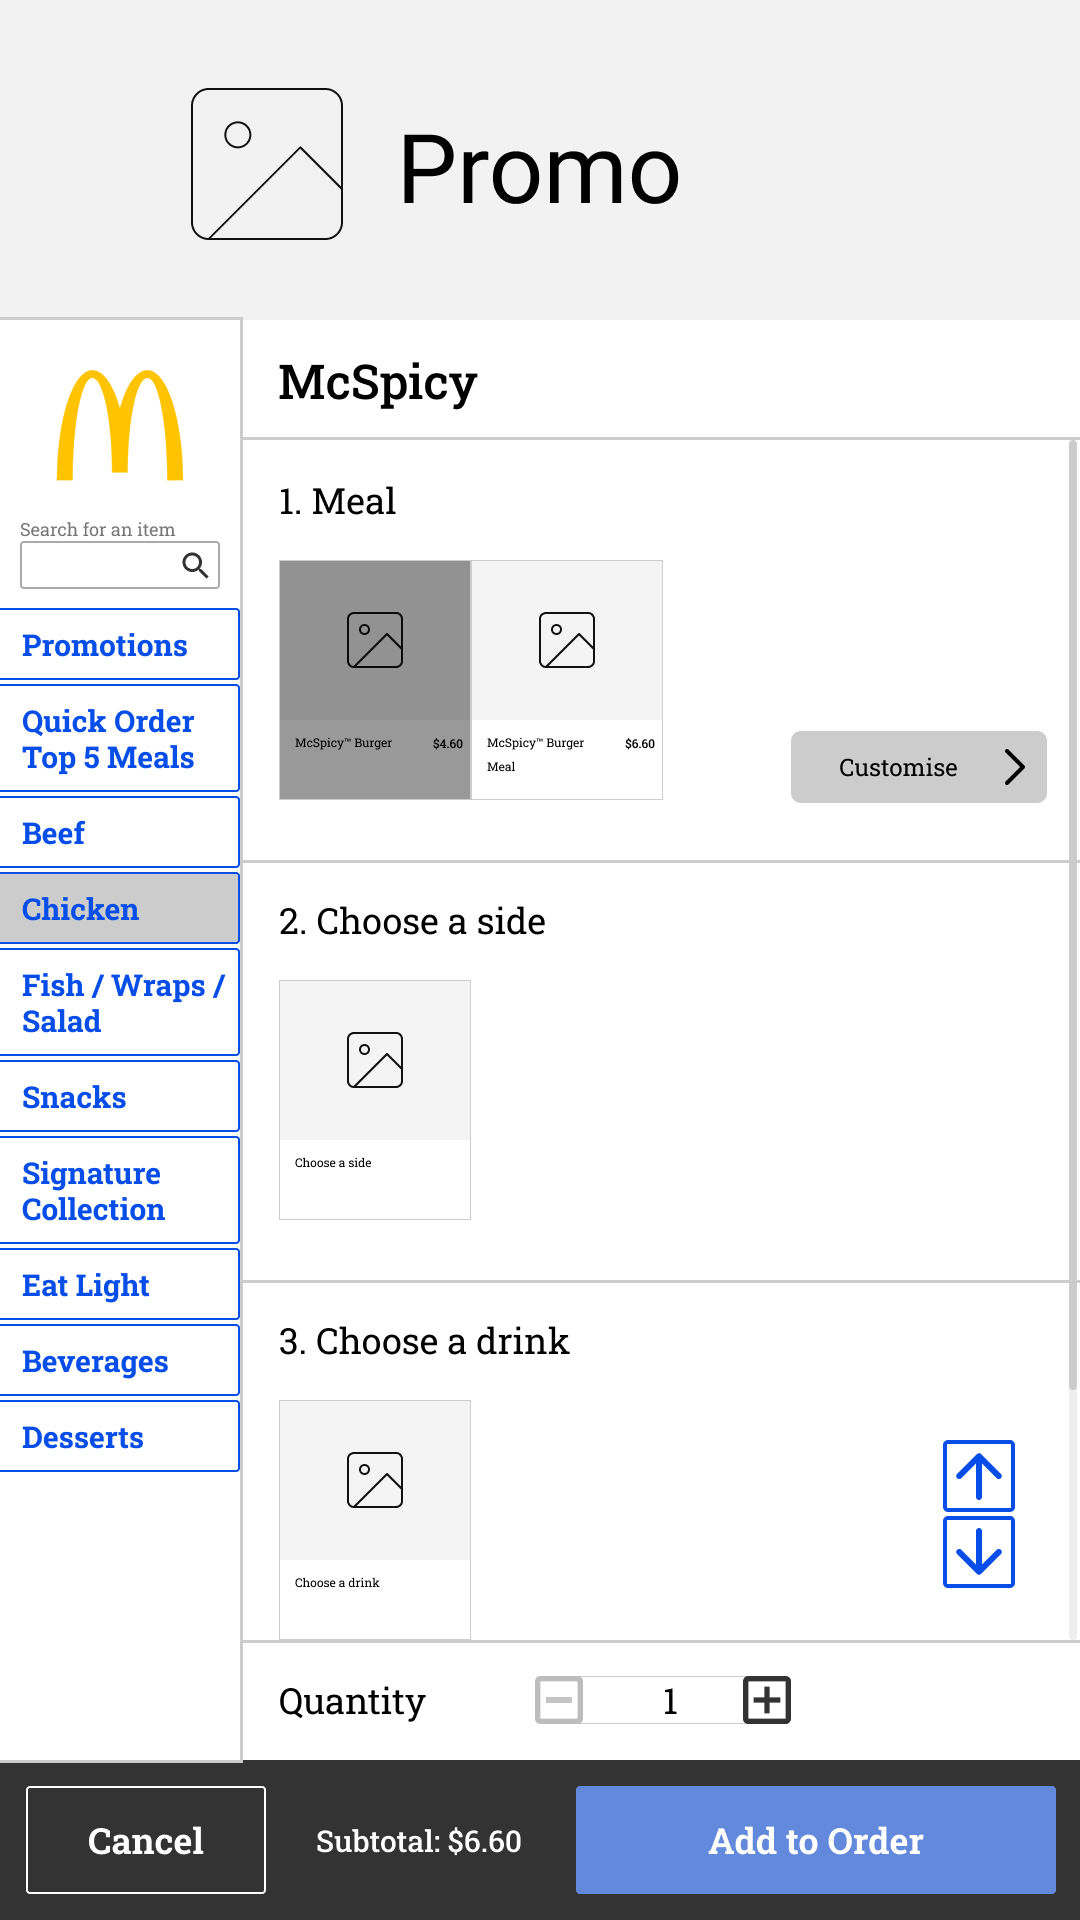 Promo
McSpicy
Search for an item
Promotions
Quick Order
Top 5 Meals
Beef
Chicken
Fish / Wraps /
Salad
Snacks
Signature
Collection
Eat Light
Beverages
Desserts
1. Meal
McSpicy™ Burger $4.60
McSpicy™ Burger $6.60
Meal
Customise
2. Choose a side
Choose a side
3. Choose a drink
Choose a drink
Quantity 1
Cancel
Subtotal: $6.60
Add to Order